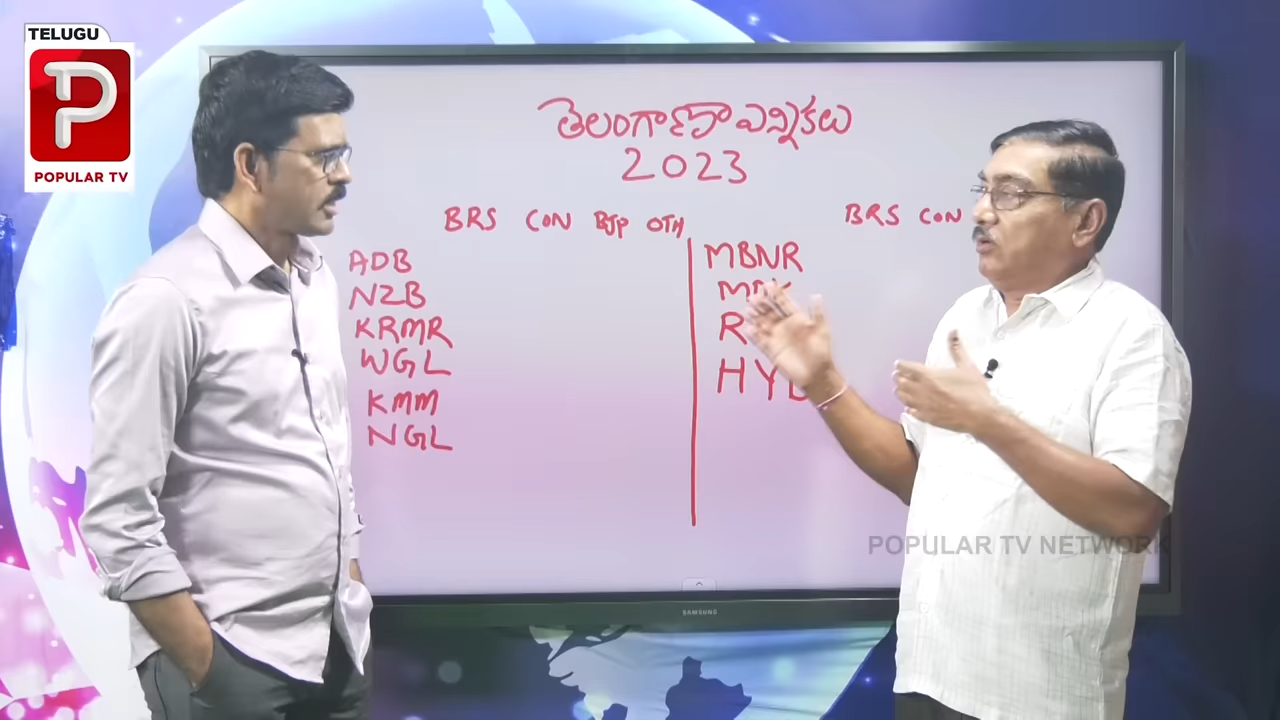 TELUGU
P
POPULAR TV
తెలంగాణా ఎన్నికలు
2023
BRS CON BJP OTH
ADB
NZB
KRMR
WGL
KMM
NGL
BRS CON
MBNR
HYD
POPULAR TV NETWORK
SAMSUNG